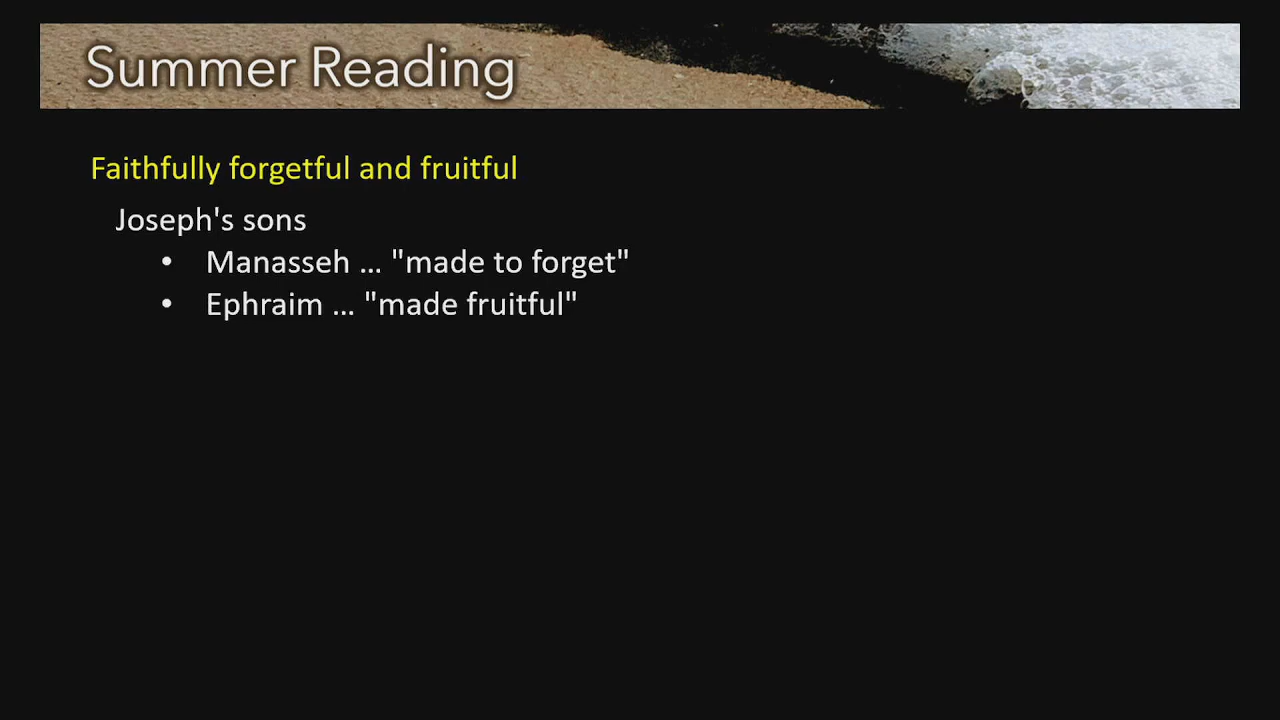 Summer Reading
Faithfully forgetful and fruitful
Joseph's sons
• Manasseh … "made to forget"
• Ephraim … "made fruitful"